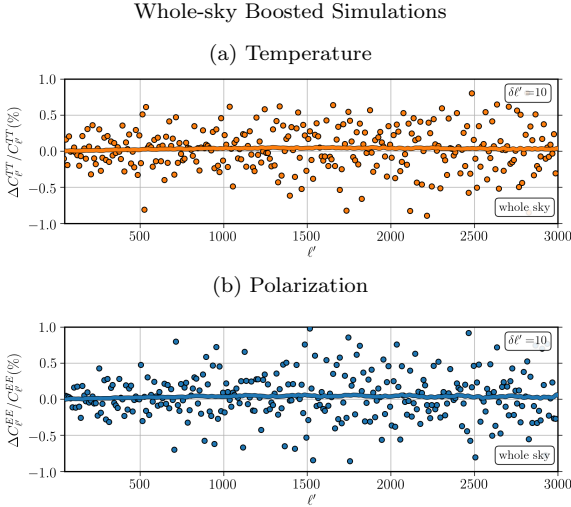 Whole-sky Boosted Simulations
(a) Temperature
1.0
0.5
0.0
−0.5
−1.0
ΔC_ℓ′^TT/C_ℓ′^TT(%)
δℓ′ =10
whole sky
500 1000 1500 2000 2500 3000
ℓ′
(b) Polarization
1.0
0.5
0.0
−0.5
−1.0
ΔC_ℓ′^EE/C_ℓ′^EE(%)
δℓ′ =10
whole sky
500 1000 1500 2000 2500 3000
ℓ′